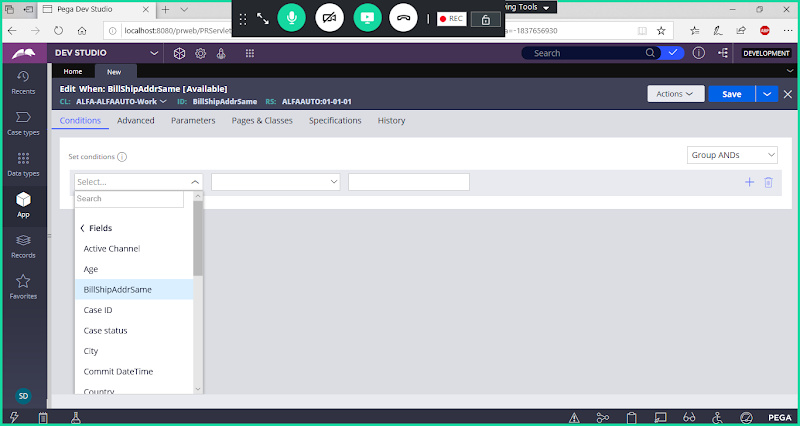 Pega Dev Studio
ving Tools
REC
localhost:8080/prweb/PRServlet
a=-1837656930
ABP
DEV STUDIO
Search
DEVELOPMENT
Home
New
Recents
Edit When: BillShipAddrSame [Available]
CL: ALFA-ALFAAUTO-Work ID: BillShipAddrSame RS: ALFAAUTO:01-01-01
Actions
Save
Case types
Conditions
Advanced
Parameters
Pages & Classes
Specifications
History
Data types
Set conditions
Group ANDs
App
Select...
Search
Fields
Records
Active Channel
Age
Favorites
BillShipAddrSame
Case ID
Case status
City
Commit DateTime
Country
SD
PEGA